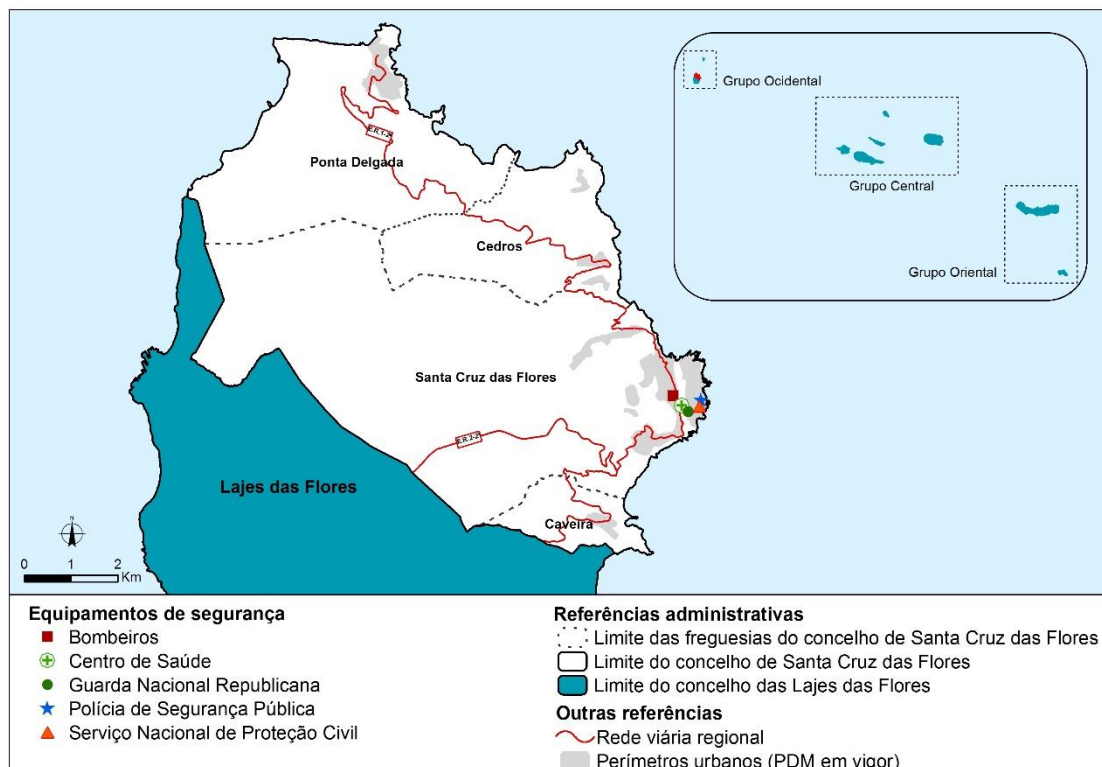 Grupo Ocidental
Grupo Central
Grupo Oriental
E.R.1-2
Ponta Delgada
Cedros
Santa Cruz das Flores
E.R.2-2
Lajes das Flores
Caveira
N
0 1 2
Km
Equipamentos de segurança
Bombeiros
Centro de Saúde
Guarda Nacional Republicana
Polícia de Segurança Pública
Serviço Nacional de Proteção Civil
Referências administrativas
Limite das freguesias do concelho de Santa Cruz das Flores
Limite do concelho de Santa Cruz das Flores
Limite do concelho das Lajes das Flores
Outras referências
Rede viária regional
Perímetros urbanos (PDM em vigor)